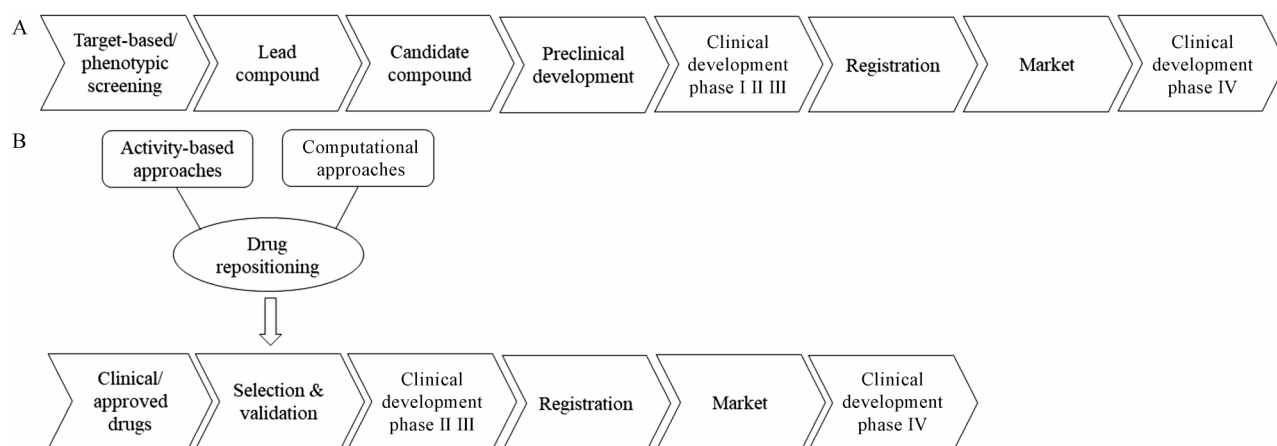 A
Target-based/
phenotypic
screening
Lead
compound
Candidate
compound
Preclinical
development
Clinical
development
phase I II III
Registration
Market
Clinical
development
phase IV
B
Activity-based
approaches
Computational
approaches
Drug
repositioning
Clinical/
approved
drugs
Selection &
validation
Clinical
development
phase II III
Registration
Market
Clinical
development
phase IV